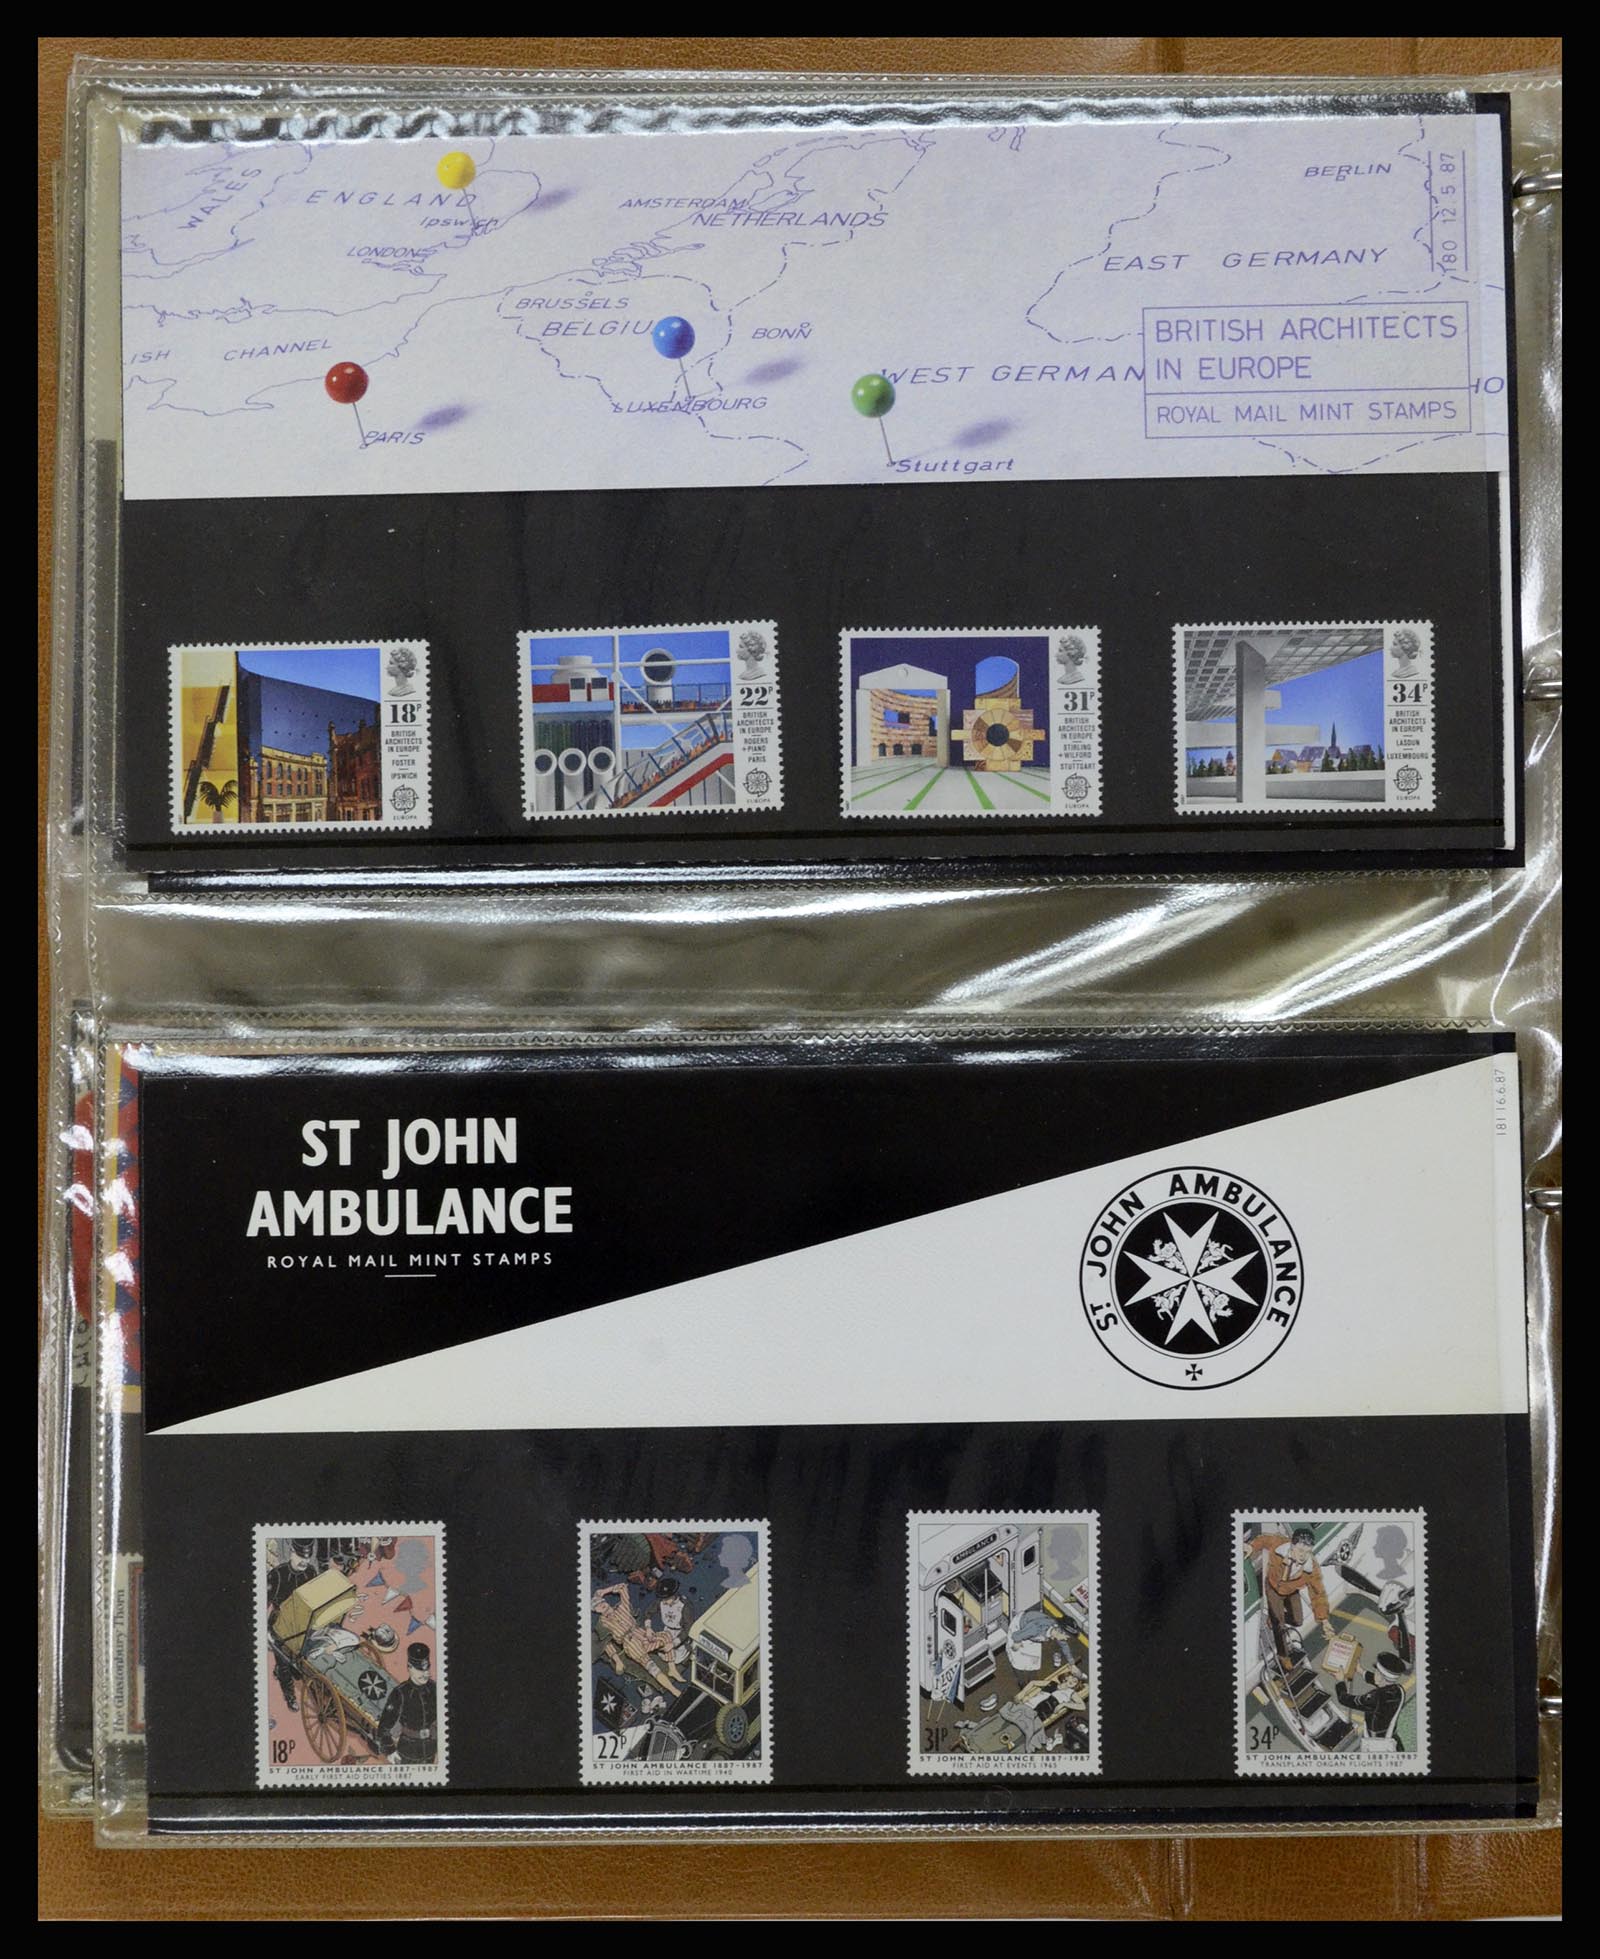 WALES
ENGLAND
Ipswich
LONDON
AMSTERDAM
NETHERLANDS
BERLIN
180 12.5.87
EAST GERMANY
BRUSSELS
BELGIU
BONN
ISH CHANNEL
WEST GERMAN
LUXEMBOURG
PARIS
Stuttgart
BRITISH ARCHITECTS
IN EUROPE
ROYAL MAIL MINT STAMPS
18P
BRITISH
ARCHITECTS
IN EUROPE
FOSTER
IPSWICH
EUROPA
22P
BRITISH
ARCHITECTS
IN EUROPE
ROGERS
+ PIANO
PARIS
EUROPA
31P
BRITISH
ARCHITECTS
IN EUROPE
STIRLING
+ WILFORD
STUTTGART
EUROPA
34P
BRITISH
ARCHITECTS
IN EUROPE
LASDUN
LUXEMBOURG
EUROPA
ST JOHN
AMBULANCE
ROYAL MAIL MINT STAMPS
181 16.6.87
ST JOHN AMBULANCE
The Glastonbury Thorn
18P
ST JOHN AMBULANCE 1887-1987
EARLY FIRST AID DUTIES 1887
22P
ST JOHN AMBULANCE 1887-1987
FIRST AID IN WARTIME 1940
AMBULANCE
31P
ST JOHN AMBULANCE 1887-1987
FIRST AID AT EVENTS 1965
34P
ST JOHN AMBULANCE 1887-1987
TRANSPLANT ORGAN FLIGHTS 1987